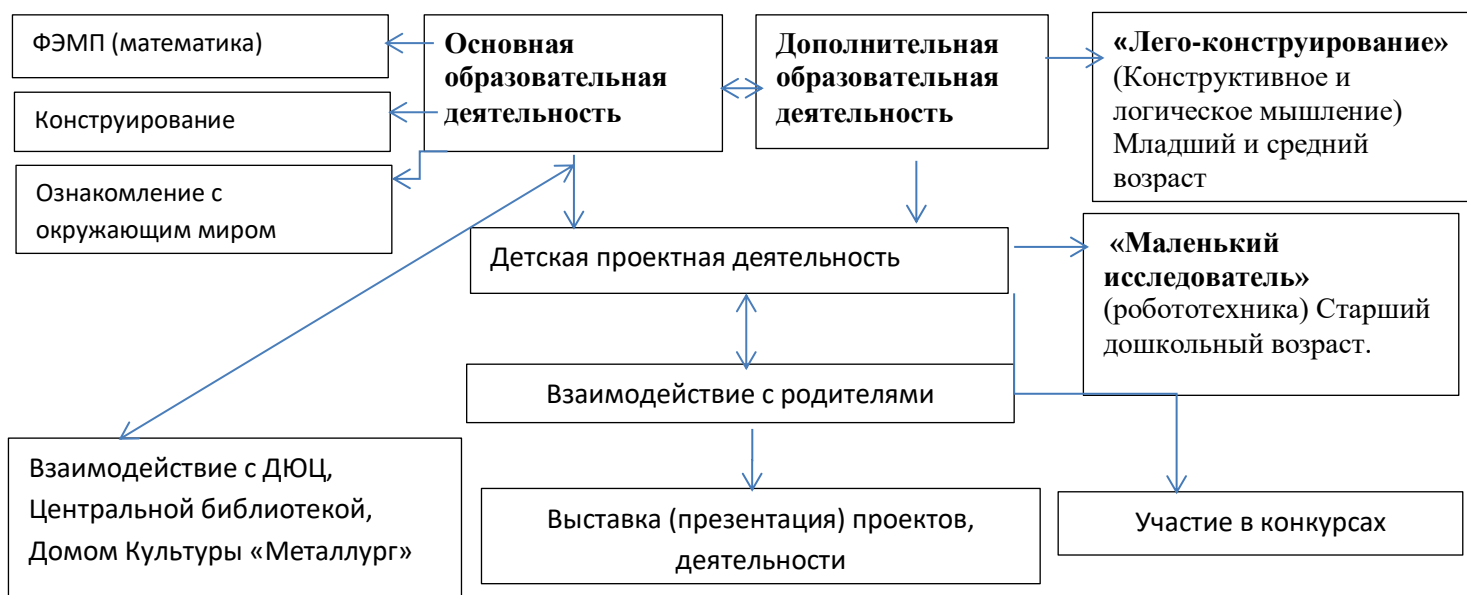 ФЭМП (математика)
Конструирование
Ознакомление с
окружающим миром
Основная
образовательная
деятельность
Дополнительная
образовательная
деятельность
«Лего-конструирование»
(Конструктивное и
логическое мышление)
Младший и средний
возраст
Детская проектная деятельность
«Маленький
исследователь»
(робототехника) Старший
дошкольный возраст.
Взаимодействие с родителями
Взаимодействие с ДЮЦ,
Центральной библиотекой,
Домом Культуры «Металлург»
Выставка (презентация) проектов,
деятельности
Участие в конкурсах